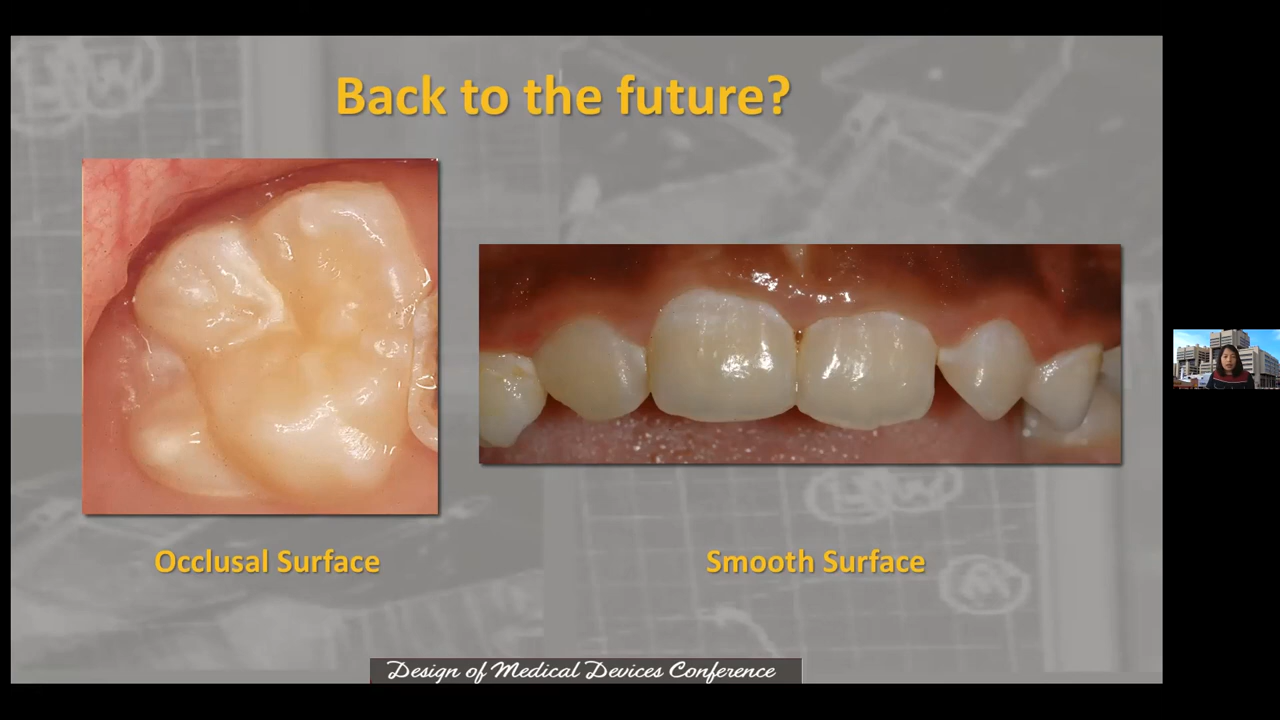 Back to the future?
Occlusal Surface
Smooth Surface
Design of Medical Devices Conference